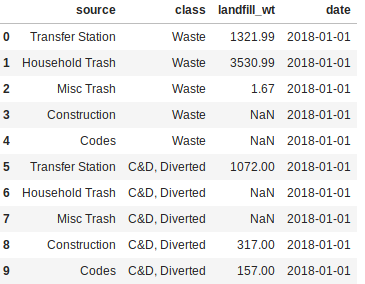 source class landfill_wt date
0 Transfer Station Waste 1321.99 2018-01-01
1 Household Trash Waste 3530.99 2018-01-01
2 Misc Trash Waste 1.67 2018-01-01
3 Construction Waste NaN 2018-01-01
4 Codes Waste NaN 2018-01-01
5 Transfer Station C&D, Diverted 1072.00 2018-01-01
6 Household Trash C&D, Diverted NaN 2018-01-01
7 Misc Trash C&D, Diverted NaN 2018-01-01
8 Construction C&D, Diverted 317.00 2018-01-01
9 Codes C&D, Diverted 157.00 2018-01-01